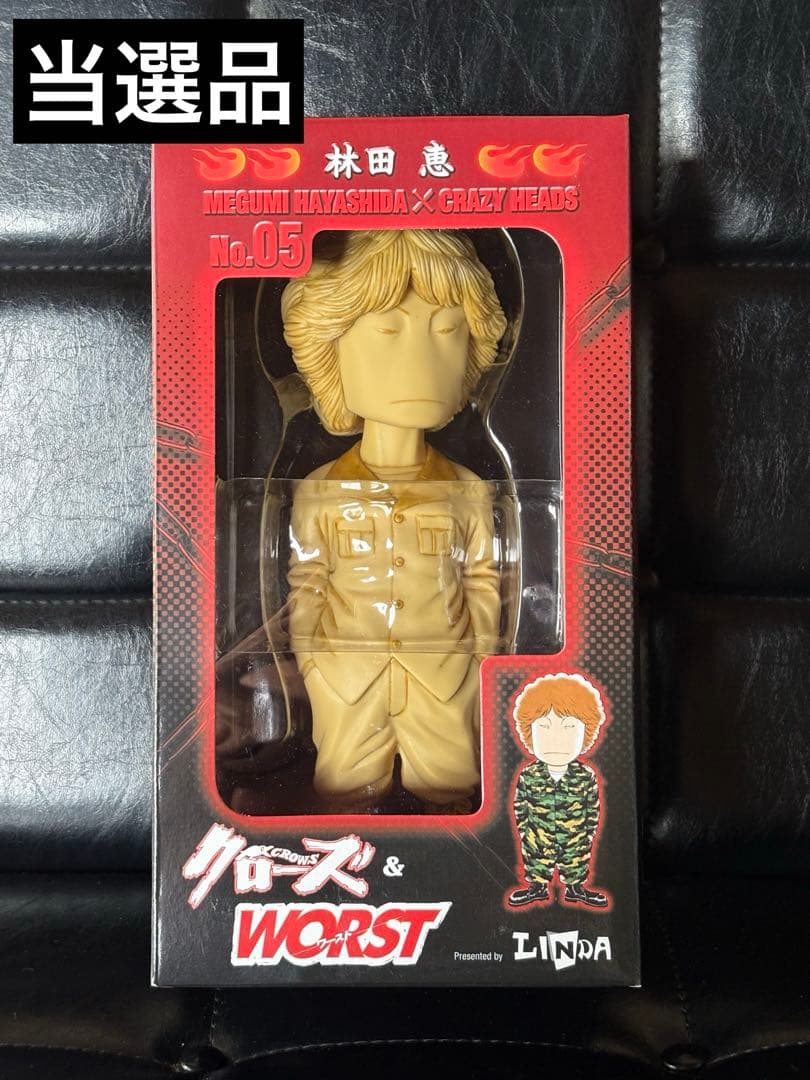 当選品
林田 恵
MEGUMI HAYASHIDA×CRAZY HEADS
No.05
クローズ &
CROWS
WORST
ワースト
Presented by LINDA